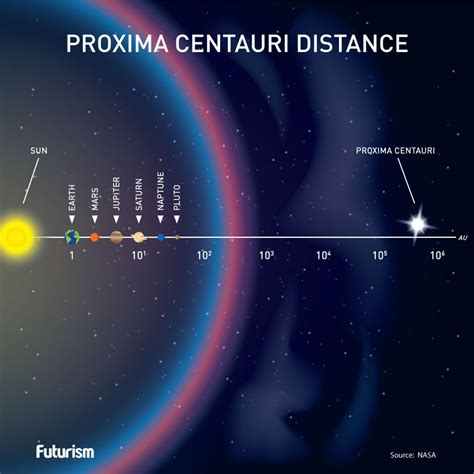 PROXIMA CENTAURI DISTANCE
SUN
PROXIMA CENTAURI
EARTH
MARS
JUPITER
SATURN
NAPTUNE
PLUTO
AU
1 10¹ 10² 10³ 10⁴ 10⁵ 10⁶
Futurism
Source: NASA